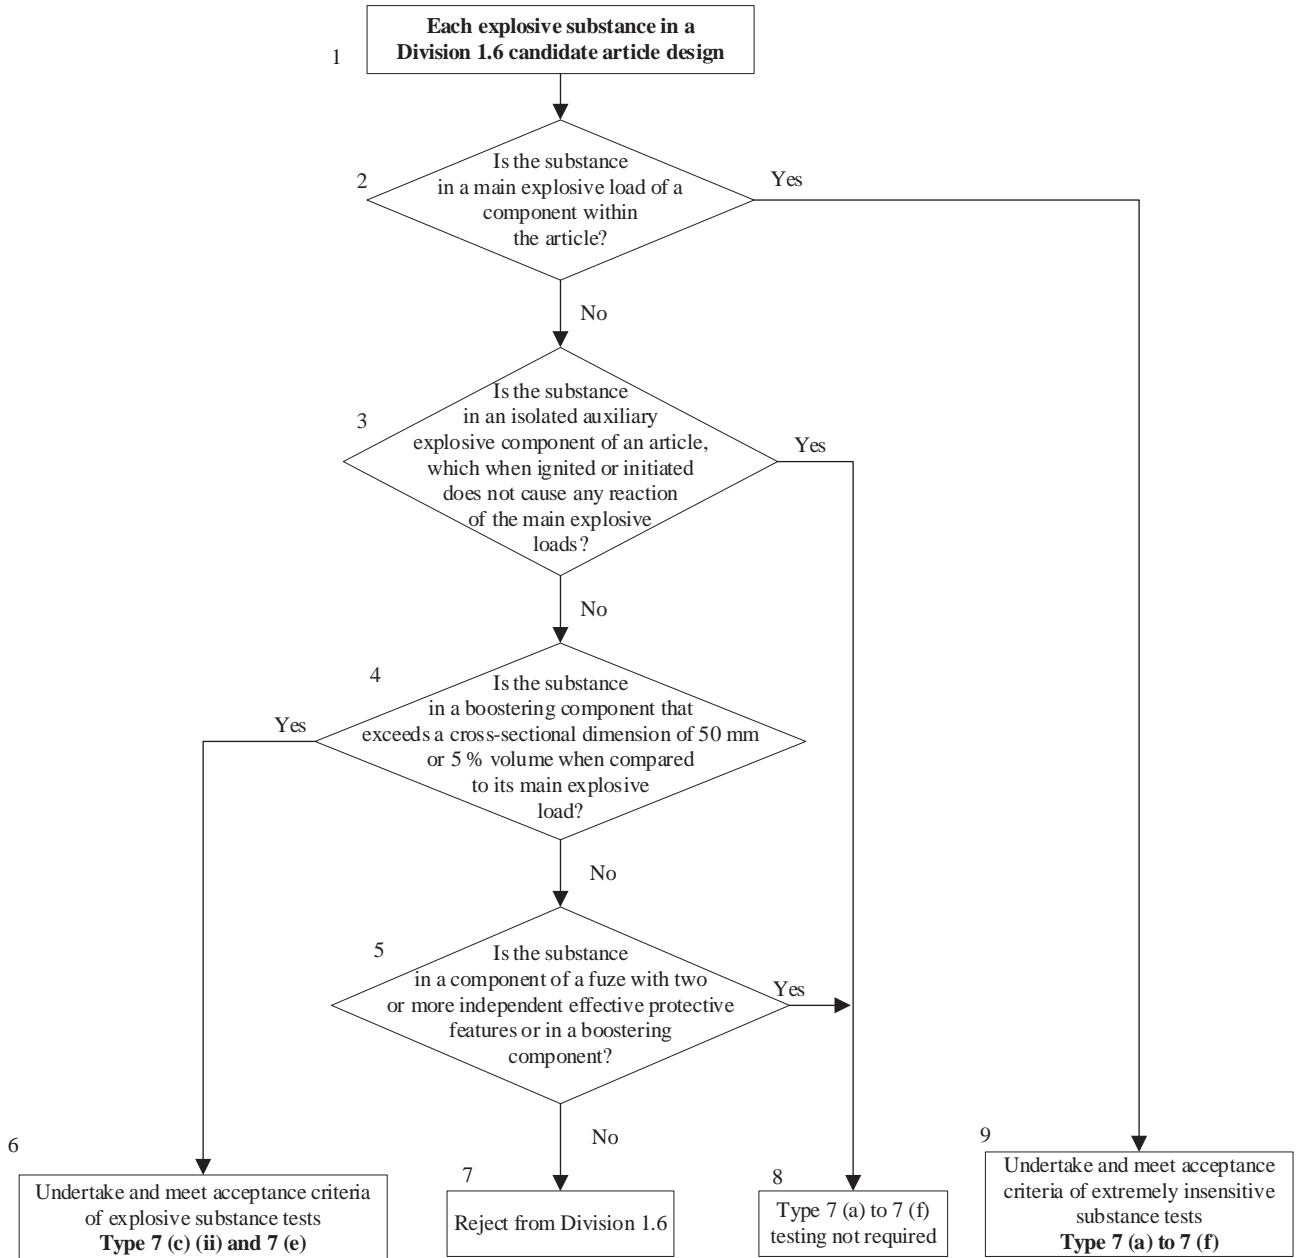 Each explosive substance in a
Division 1.6 candidate article design
1
Is the substance
in a main explosive load of a
component within
the article?
2
Yes
No
Is the substance
in an isolated auxiliary
explosive component of an article,
which when ignited or initiated
does not cause any reaction
of the main explosive
loads?
3
Yes
No
4
Is the substance
in a boostering component that
exceeds a cross-sectional dimension of 50 mm
or 5 % volume when compared
to its main explosive
load?
Yes
No
5
Is the substance
in a component of a fuze with two
or more independent effective protective
features or in a boostering
component?
Yes
No
6
Undertake and meet acceptance criteria
of explosive substance tests
Type 7 (c) (ii) and 7 (e)
7
Reject from Division 1.6
8
Type 7 (a) to 7 (f)
testing not required
9
Undertake and meet acceptance
criteria of extremely insensitive
substance tests
Type 7 (a) to 7 (f)